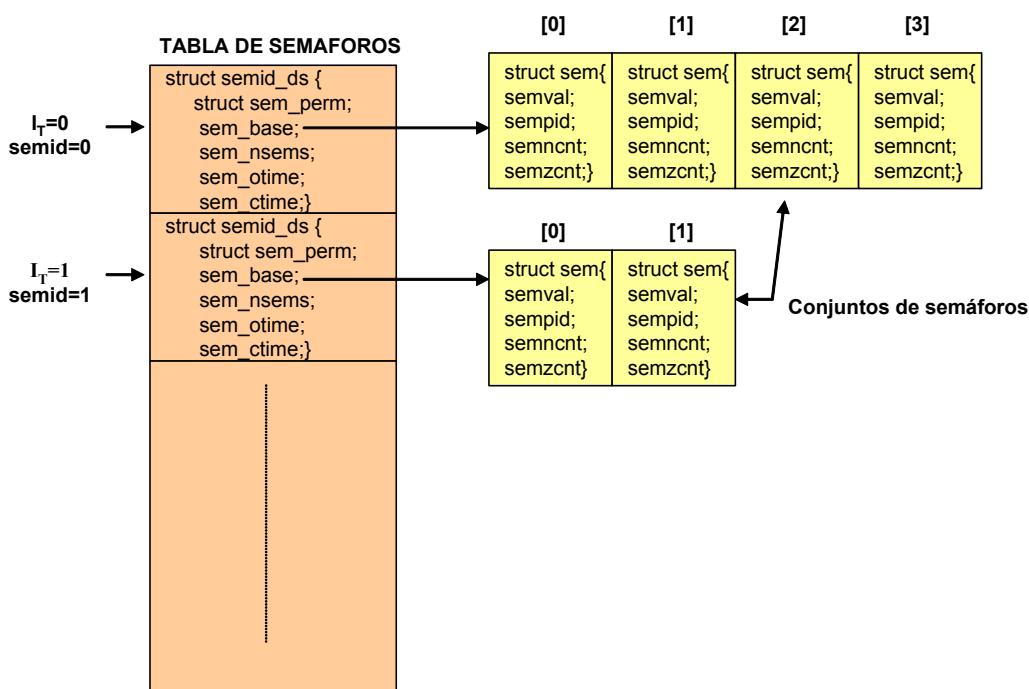 TABLA DE SEMAFOROS
I_T=0
semid=0
struct semid_ds {
struct sem_perm;
sem_base;
sem_nsems;
sem_otime;
sem_ctime;}
I_T=1
semid=1
struct semid_ds {
struct sem_perm;
sem_base;
sem_nsems;
sem_otime;
sem_ctime;}
[0] [1] [2] [3]
struct sem{ struct sem{ struct sem{ struct sem{
semval; semval; semval; semval;
sempid; sempid; sempid; sempid;
semncnt; semncnt; semncnt; semncnt;
semzcnt;} semzcnt;} semzcnt;} semzcnt;}
[0] [1]
struct sem{ struct sem{
semval; semval;
sempid; sempid;
semncnt; semncnt;
semzcnt} semzcnt}
Conjuntos de semáforos